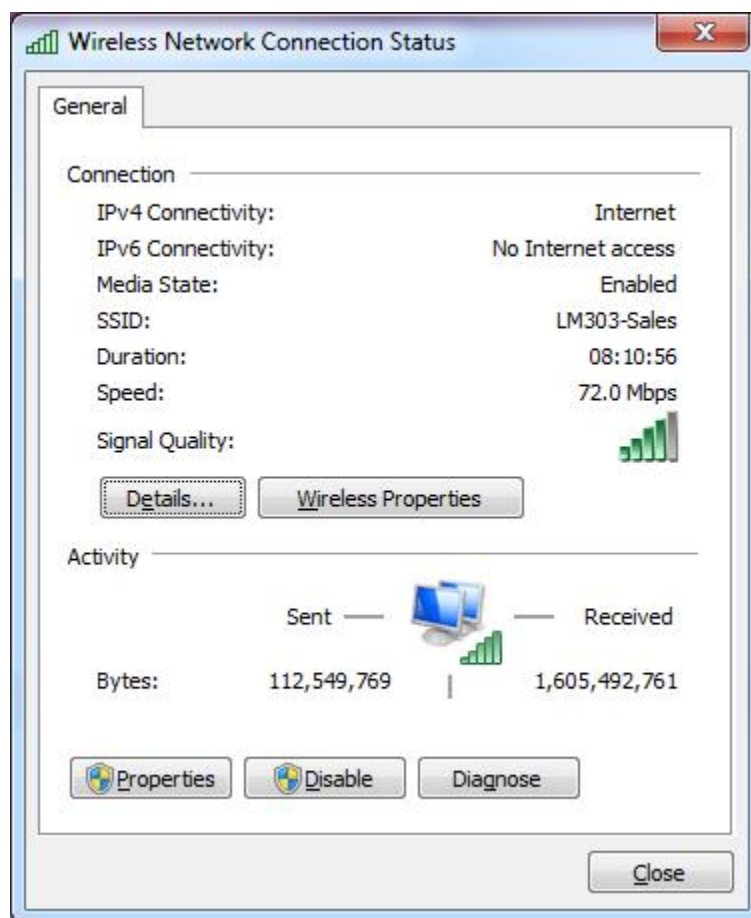 Wireless Network Connection Status
General
Connection
IPv4 Connectivity: Internet
IPv6 Connectivity: No Internet access
Media State: Enabled
SSID: LM303-Sales
Duration: 08:10:56
Speed: 72.0 Mbps
Signal Quality:
Details... Wireless Properties
Activity
Sent Received
Bytes: 112,549,769 1,605,492,761
Properties Disable Diagnose
Close